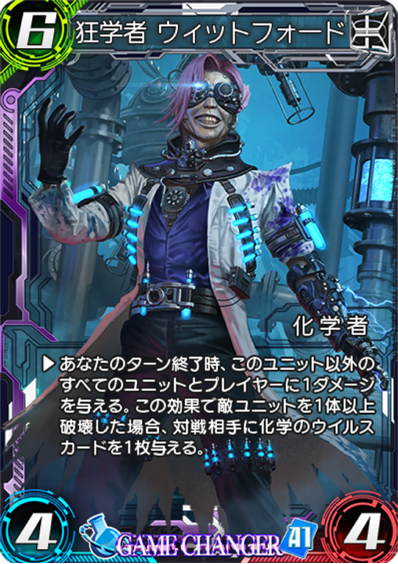 6
狂学者 ウィットフォード
化学者
▶あなたのターン終了時、このユニット以外の
すべてのユニットとプレイヤーに1ダメージ
を与える。この効果で敵ユニットを1体以上
破壊した場合、対戦相手に化学のウイルス
カードを1枚与える。
4
GAME CHANGER
A1
4